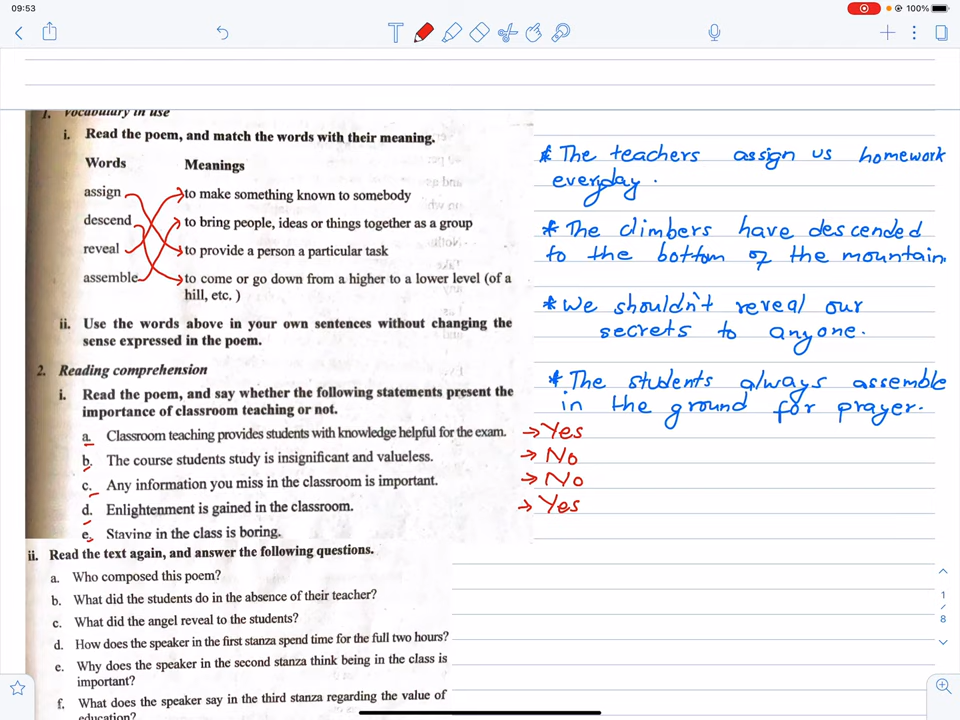 09:53
100%
T
1. Vocabulary in use
i. Read the poem, and match the words with their meaning.
Words Meanings
assign to make something known to somebody
descend to bring people, ideas or things together as a group
reveal to provide a person a particular task
assemble to come or go down from a higher to a lower level (of a
hill, etc. )
ii. Use the words above in your own sentences without changing the
sense expressed in the poem.
2. Reading comprehension
i. Read the poem, and say whether the following statements present the
importance of classroom teaching or not.
a. Classroom teaching provides students with knowledge helpful for the exam. → Yes
b. The course students study is insignificant and valueless. → No
c. Any information you miss in the classroom is important. → No
d. Enlightenment is gained in the classroom. → Yes
e. Staying in the class is boring.
ii. Read the text again, and answer the following questions.
a. Who composed this poem?
b. What did the students do in the absence of their teacher?
c. What did the angel reveal to the students?
d. How does the speaker in the first stanza spend time for the full two hours?
e. Why does the speaker in the second stanza think being in the class is
important?
f. What does the speaker say in the third stanza regarding the value of
education?
* The teachers assign us homework
everyday.
* The climbers have descended
to the bottom of the mountain.
* We shouldn't reveal our
secrets to anyone.
* The students always assemble
in the ground for prayer.
1
/
8